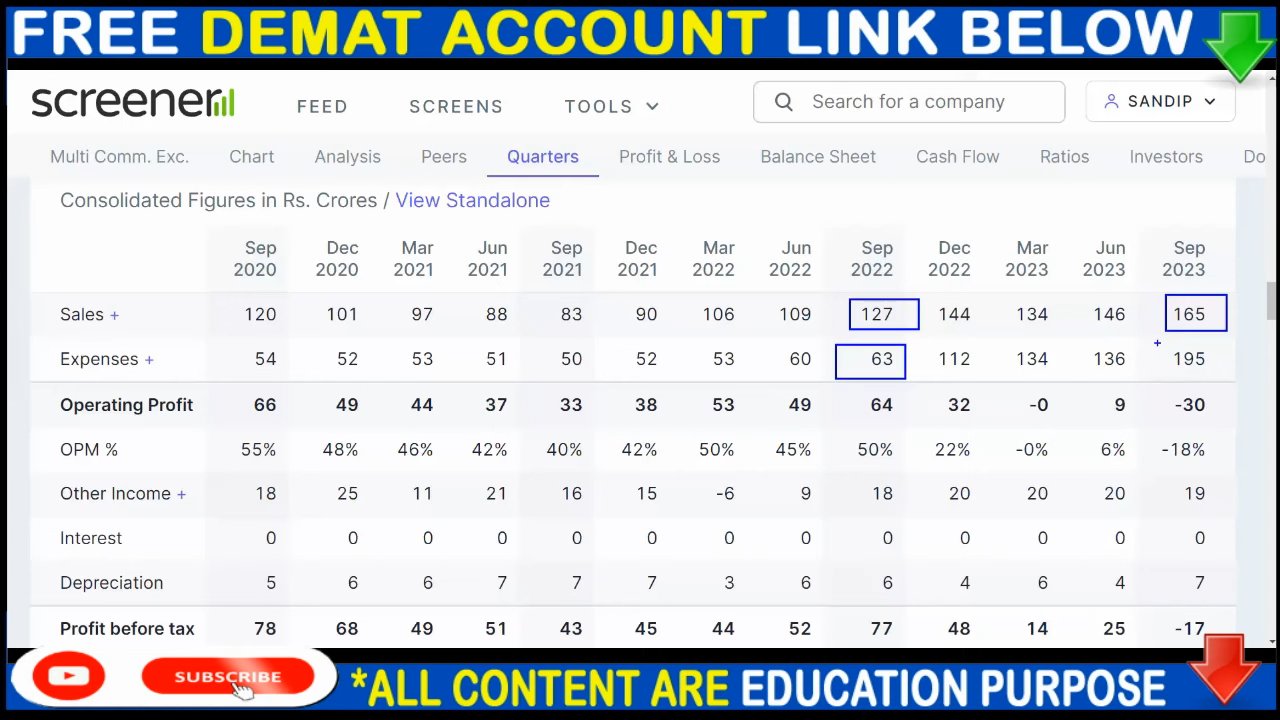 FREE DEMAT ACCOUNT LINK BELOW
screener FEED SCREENS TOOLS Search for a company SANDIP
Multi Comm. Exc. Chart Analysis Peers Quarters Profit & Loss Balance Sheet Cash Flow Ratios Investors Do
Consolidated Figures in Rs. Crores / View Standalone
Sep 2020 Dec 2020 Mar 2021 Jun 2021 Sep 2021 Dec 2021 Mar 2022 Jun 2022 Sep 2022 Dec 2022 Mar 2023 Jun 2023 Sep 2023
Sales + 120 101 97 88 83 90 106 109 127 144 134 146 165
Expenses + 54 52 53 51 50 52 53 60 63 112 134 136 195
Operating Profit 66 49 44 37 33 38 53 49 64 32 -0 9 -30
OPM % 55% 48% 46% 42% 40% 42% 50% 45% 50% 22% -0% 6% -18%
Other Income + 18 25 11 21 16 15 -6 9 18 20 20 20 19
Interest 0 0 0 0 0 0 0 0 0 0 0 0 0
Depreciation 5 6 6 7 7 7 3 6 6 4 6 4 7
Profit before tax 78 68 49 51 43 45 44 52 77 48 14 25 -17
SUBSCRIBE
*ALL CONTENT ARE EDUCATION PURPOSE